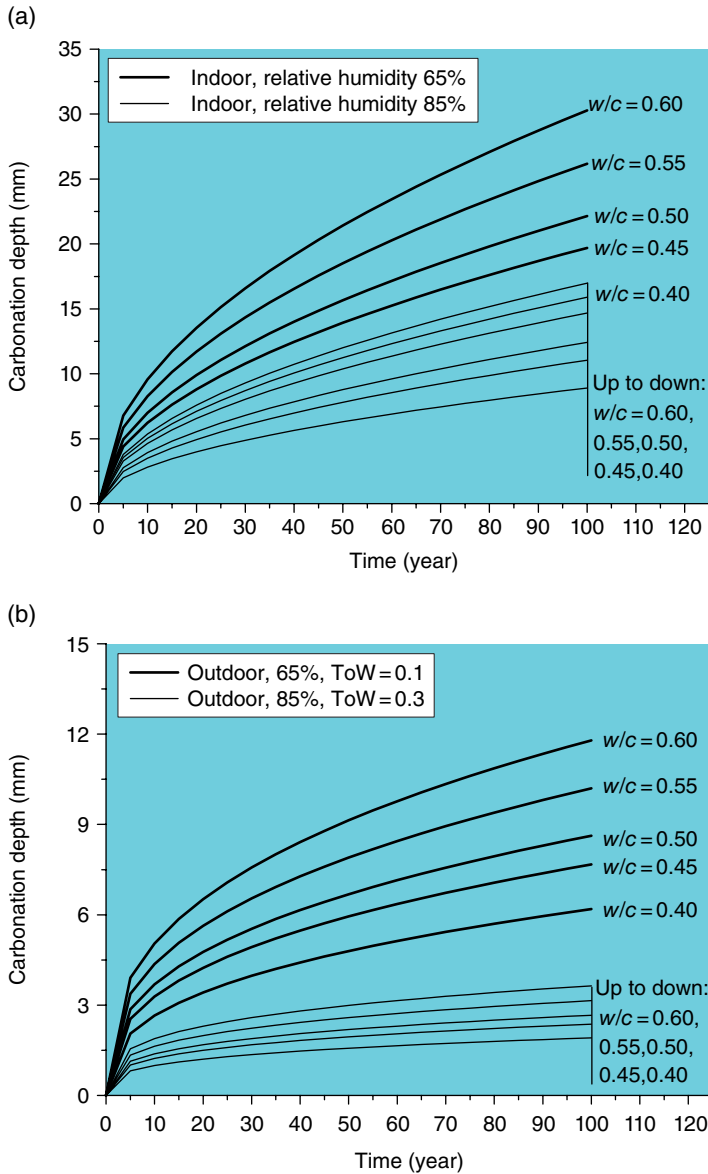 (a)
35
30
25
20
15
10
5
0
Carbonation depth (mm)
Indoor, relative humidity 65%
Indoor, relative humidity 85%
w/c = 0.60
w/c = 0.55
w/c = 0.50
w/c = 0.45
w/c = 0.40
Up to down:
w/c = 0.60,
0.55,0.50,
0.45,0.40
0 10 20 30 40 50 60 70 80 90 100 110 120
Time (year)
(b)
15
12
9
6
3
0
Carbonation depth (mm)
Outdoor, 65%, ToW = 0.1
Outdoor, 85%, ToW = 0.3
w/c = 0.60
w/c = 0.55
w/c = 0.50
w/c = 0.45
w/c = 0.40
Up to down:
w/c = 0.60,
0.55,0.50,
0.45,0.40
0 10 20 30 40 50 60 70 80 90 100 110 120
Time (year)